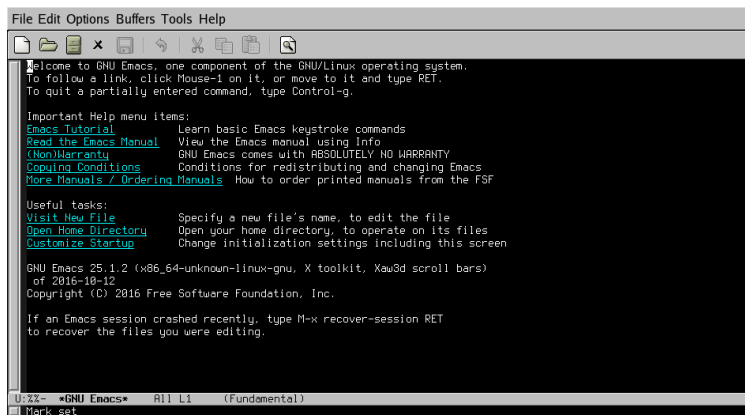 File Edit Options Buffers Tools Help
Welcome to GNU Emacs, one component of the GNU/Linux operating system.
To follow a link, click Mouse-1 on it, or move to it and type RET.
To quit a partially entered command, type Control-g.
Important Help menu items:
Emacs Tutorial Learn basic Emacs keystroke commands
Read the Emacs Manual View the Emacs manual using Info
(Non)Warranty GNU Emacs comes with ABSOLUTELY NO WARRANTY
Copying Conditions Conditions for redistributing and changing Emacs
More Manuals / Ordering Manuals How to order printed manuals from the FSF
Useful tasks:
Visit New File Specify a new file's name, to edit the file
Open Home Directory Open your home directory, to operate on its files
Customize Startup Change initialization settings including this screen
GNU Emacs 25.1.2 (x86_64-unknown-linux-gnu, X toolkit, Xaw3d scroll bars)
of 2016-10-12
Copyright (C) 2016 Free Software Foundation, Inc.
If an Emacs session crashed recently, type M-x recover-session RET
to recover the files you were editing.
U:%%- *GNU Emacs* All L1 (Fundamental)
Mark set